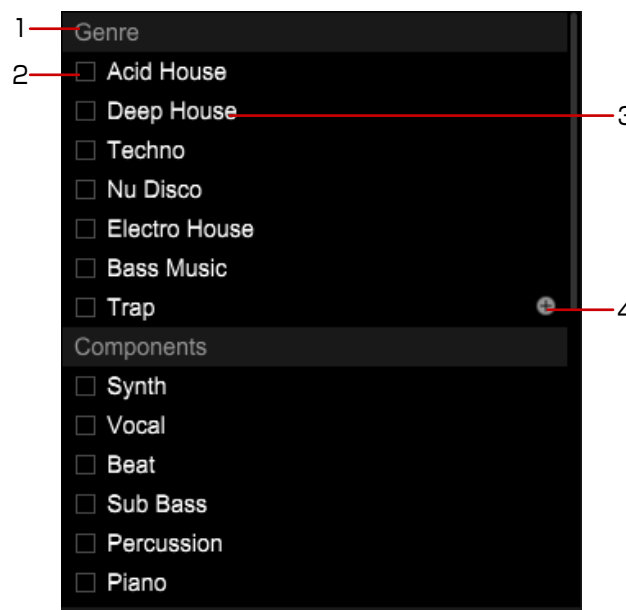 1 Genre
2 Acid House
Deep House 3
Techno
Nu Disco
Electro House
Bass Music
Trap 4
Components
Synth
Vocal
Beat
Sub Bass
Percussion
Piano